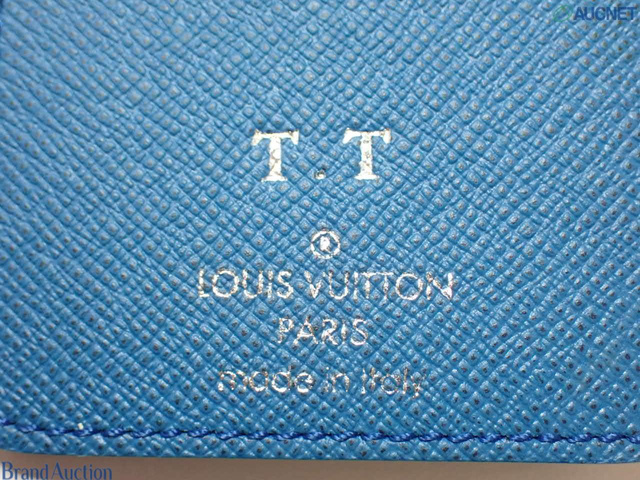 AUCNET
T.T
®
LOUIS VUITTON
PARIS
made in Italy
Brand Auction